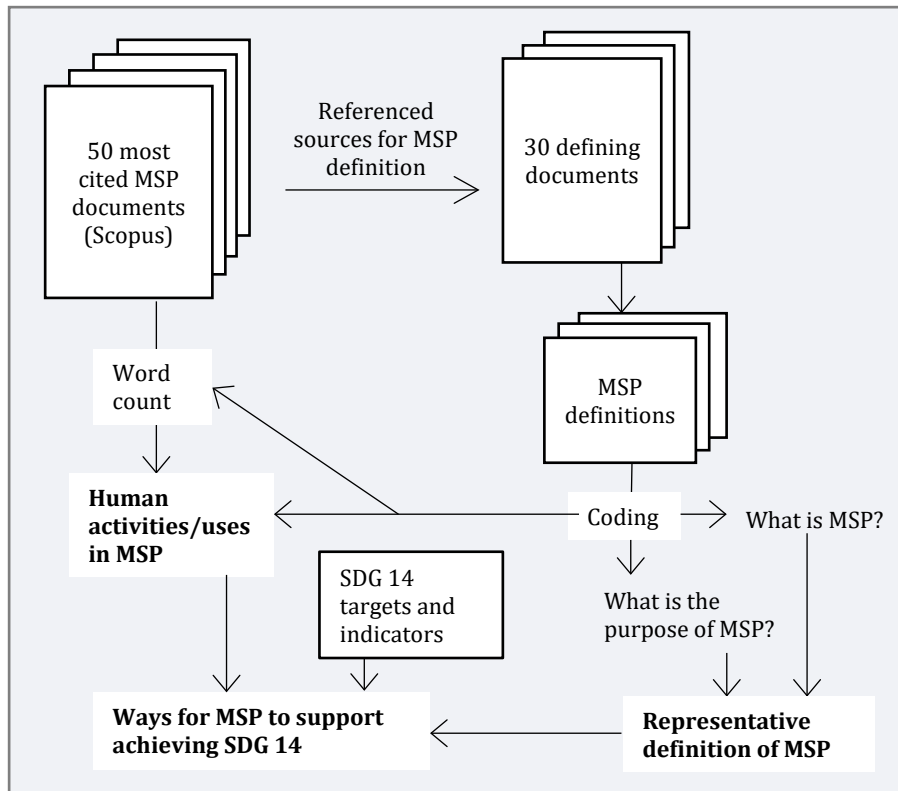 50 most
cited MSP
documents
(Scopus)
Referenced
sources for MSP
definition
30 defining
documents
MSP
definitions
Word
count
Coding
What is MSP?
Human
activities/uses
in MSP
SDG 14
targets and
indicators
What is the
purpose of MSP?
Ways for MSP to support
achieving SDG 14
Representative
definition of MSP